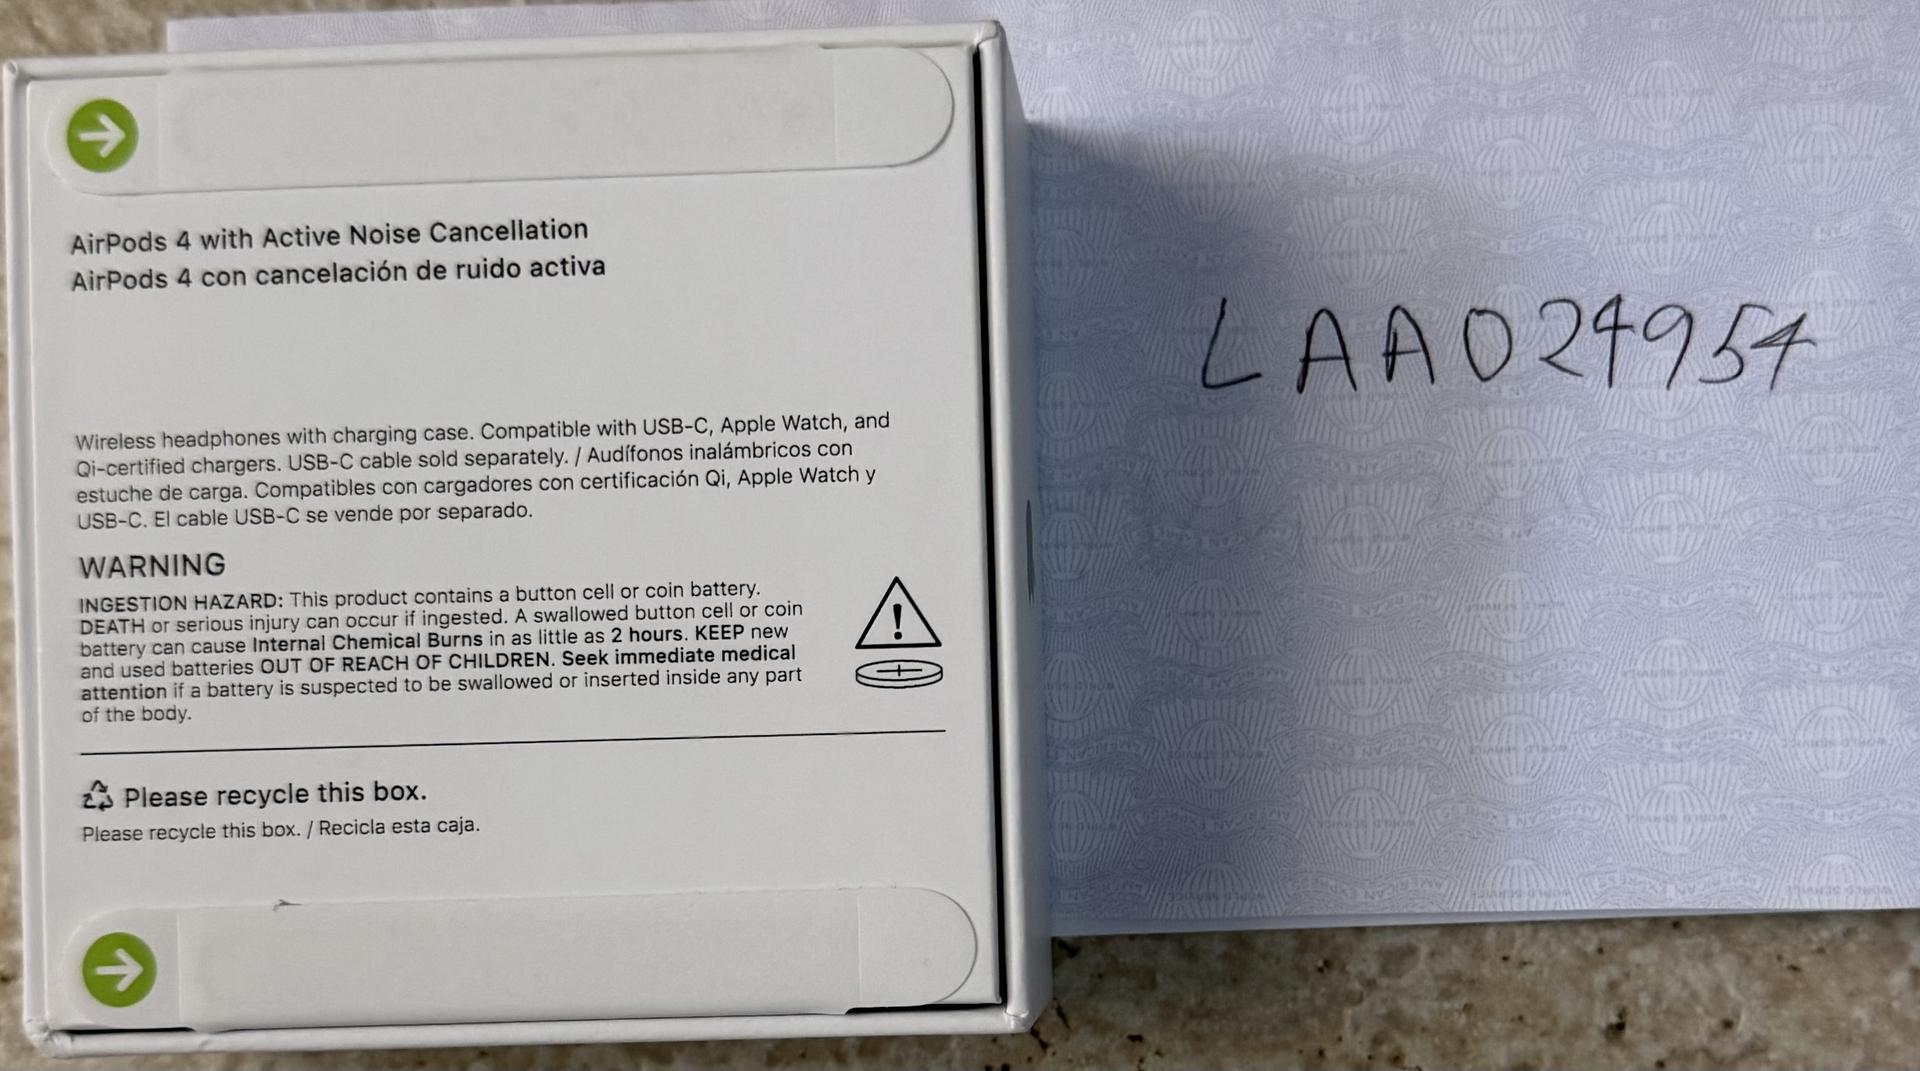 AirPods 4 with Active Noise Cancellation
AirPods 4 con cancelación de ruido activa
Wireless headphones with charging case. Compatible with USB-C, Apple Watch, and
Qi-certified chargers. USB-C cable sold separately. / Audífonos inalámbricos con
estuche de carga. Compatibles con cargadores con certificación Qi, Apple Watch y
USB-C. El cable USB-C se vende por separado.
WARNING
INGESTION HAZARD: This product contains a button cell or coin battery.
DEATH or serious injury can occur if ingested. A swallowed button cell or coin
battery can cause Internal Chemical Burns in as little as 2 hours. KEEP new
and used batteries OUT OF REACH OF CHILDREN. Seek immediate medical
attention if a battery is suspected to be swallowed or inserted inside any part
of the body.
Please recycle this box.
Please recycle this box. / Recicla esta caja.
LAA024954